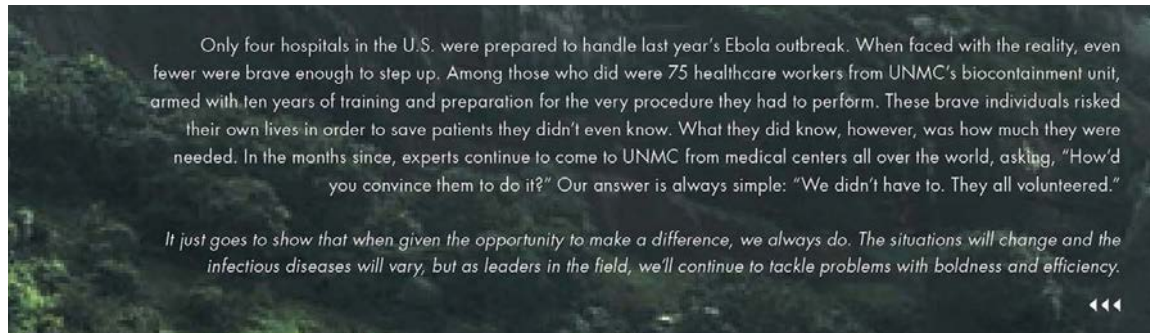 Only four hospitals in the U.S. were prepared to handle last year's Ebola outbreak. When faced with the reality, even
fewer were brave enough to step up. Among those who did were 75 healthcare workers from UNMC's biocontainment unit,
armed with ten years of training and preparation for the very procedure they had to perform. These brave individuals risked
their own lives in order to save patients they didn't even know. What they did know, however, was how much they were
needed. In the months since, experts continue to come to UNMC from medical centers all over the world, asking, “How'd
you convince them to do it?” Our answer is always simple: “We didn't have to. They all volunteered.”
It just goes to show that when given the opportunity to make a difference, we always do. The situations will change and the
infectious diseases will vary, but as leaders in the field, we'll continue to tackle problems with boldness and efficiency.